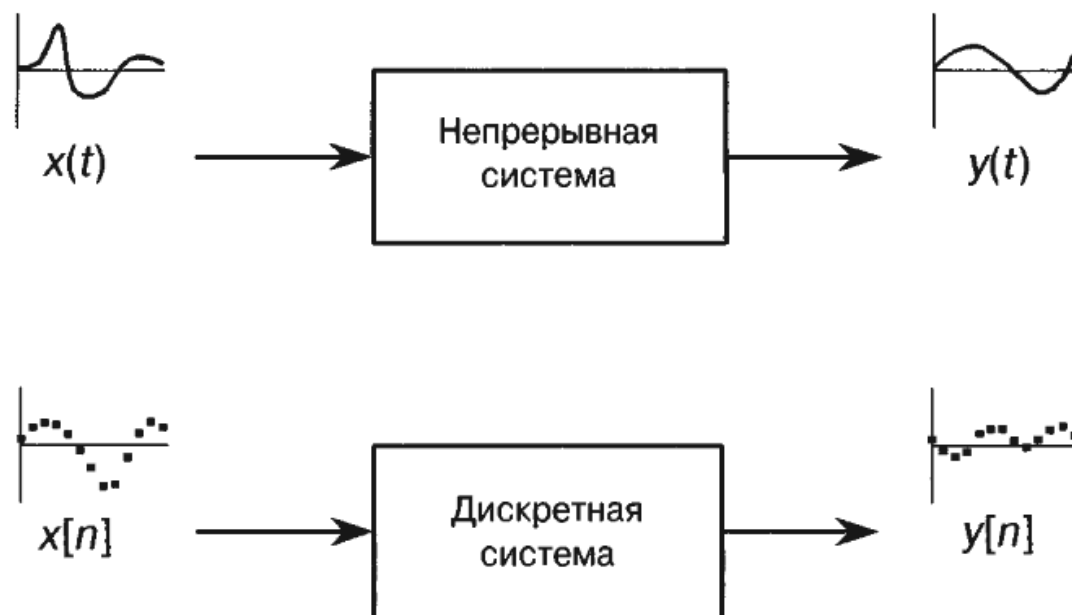 x(t)
Непрерывная
система
y(t)
x[n]
Дискретная
система
y[n]